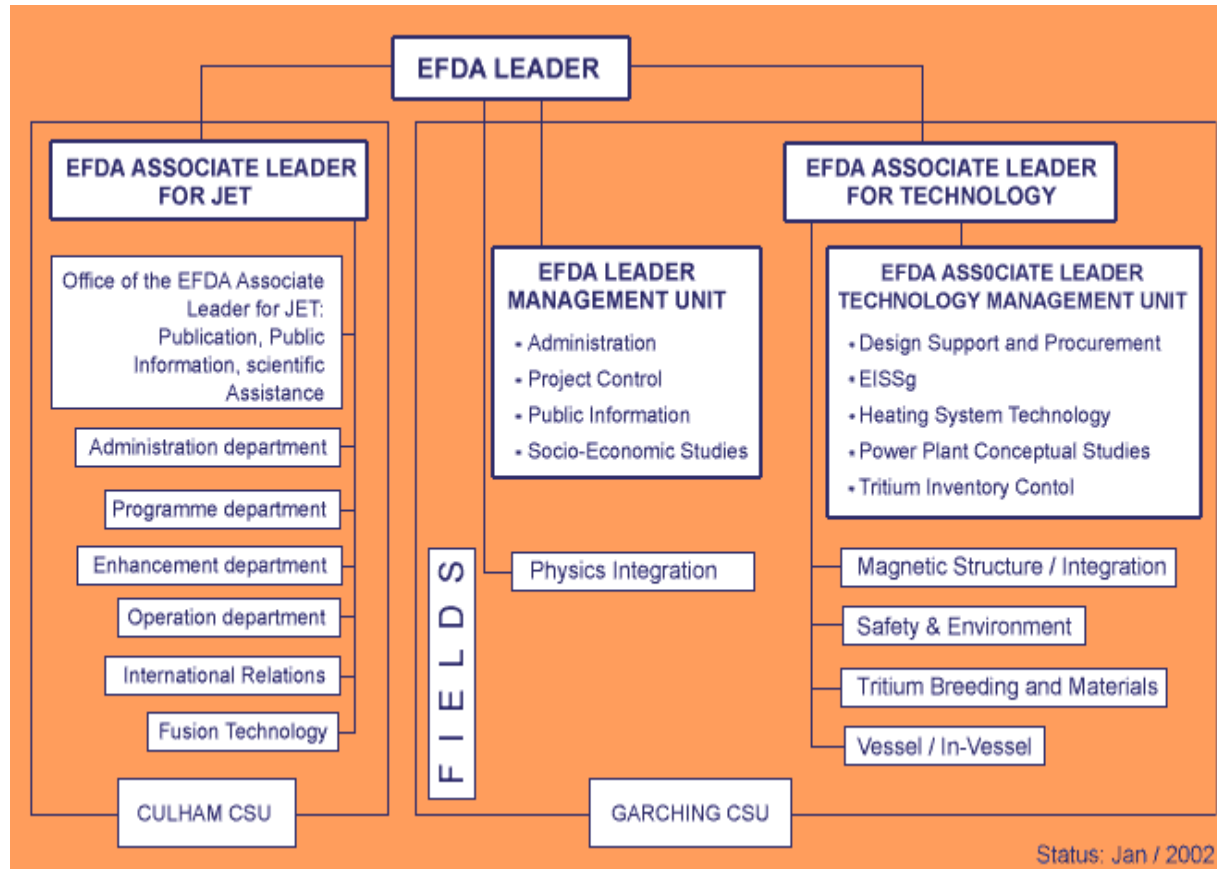 EFDA LEADER
EFDA ASSOCIATE LEADER
FOR JET
Office of the EFDA Associate
Leader for JET:
Publication, Public
Information, scientific
Assistance
Administration department
Programme department
Enhancement department
Operation department
International Relations
Fusion Technology
CULHAM CSU
EFDA LEADER
MANAGEMENT UNIT
• Administration
• Project Control
• Public Information
• Socio-Economic Studies
FIELDS
Physics Integration
EFDA ASSOCIATE LEADER
FOR TECHNOLOGY
EFDA ASS0CIATE LEADER
TECHNOLOGY MANAGEMENT UNIT
• Design Support and Procurement
• EISSg
• Heating System Technology
• Power Plant Conceptual Studies
• Tritium Inventory Contol
Magnetic Structure / Integration
Safety & Environment
Tritium Breeding and Materials
Vessel / In-Vessel
GARCHING CSU
Status: Jan / 2002